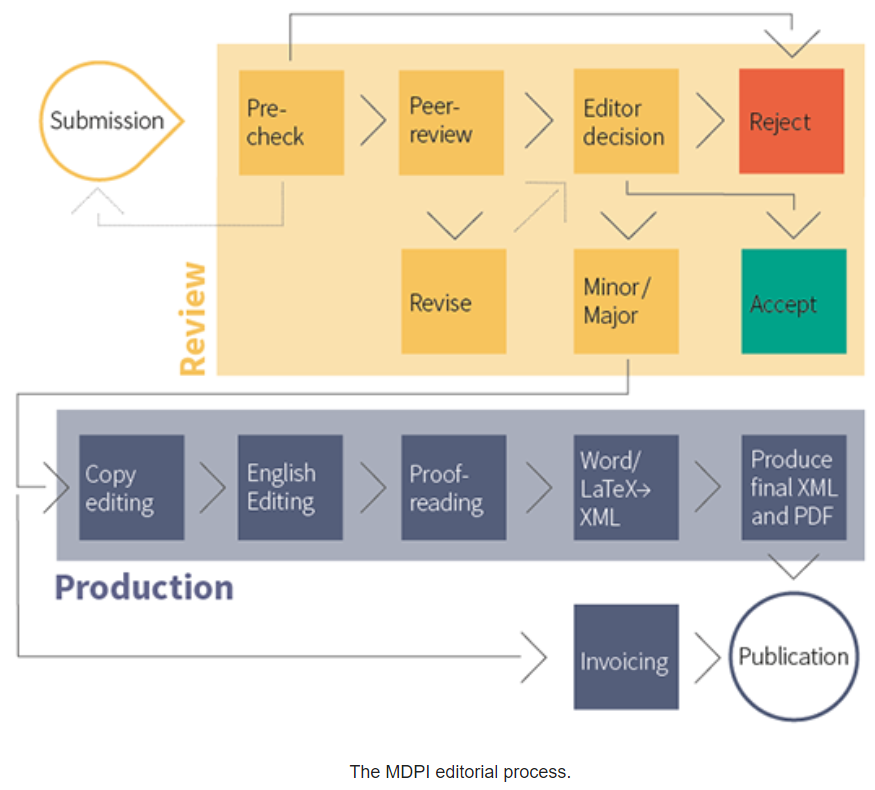 Submission
Pre-
check
Peer-
review
Editor
decision
Reject
Revise
Minor/
Major
Accept
Review
Copy
editing
English
Editing
Proof-
reading
Word/
LaTeX→
XML
Produce
final XML
and PDF
Production
Invoicing
Publication
The MDPI editorial process.